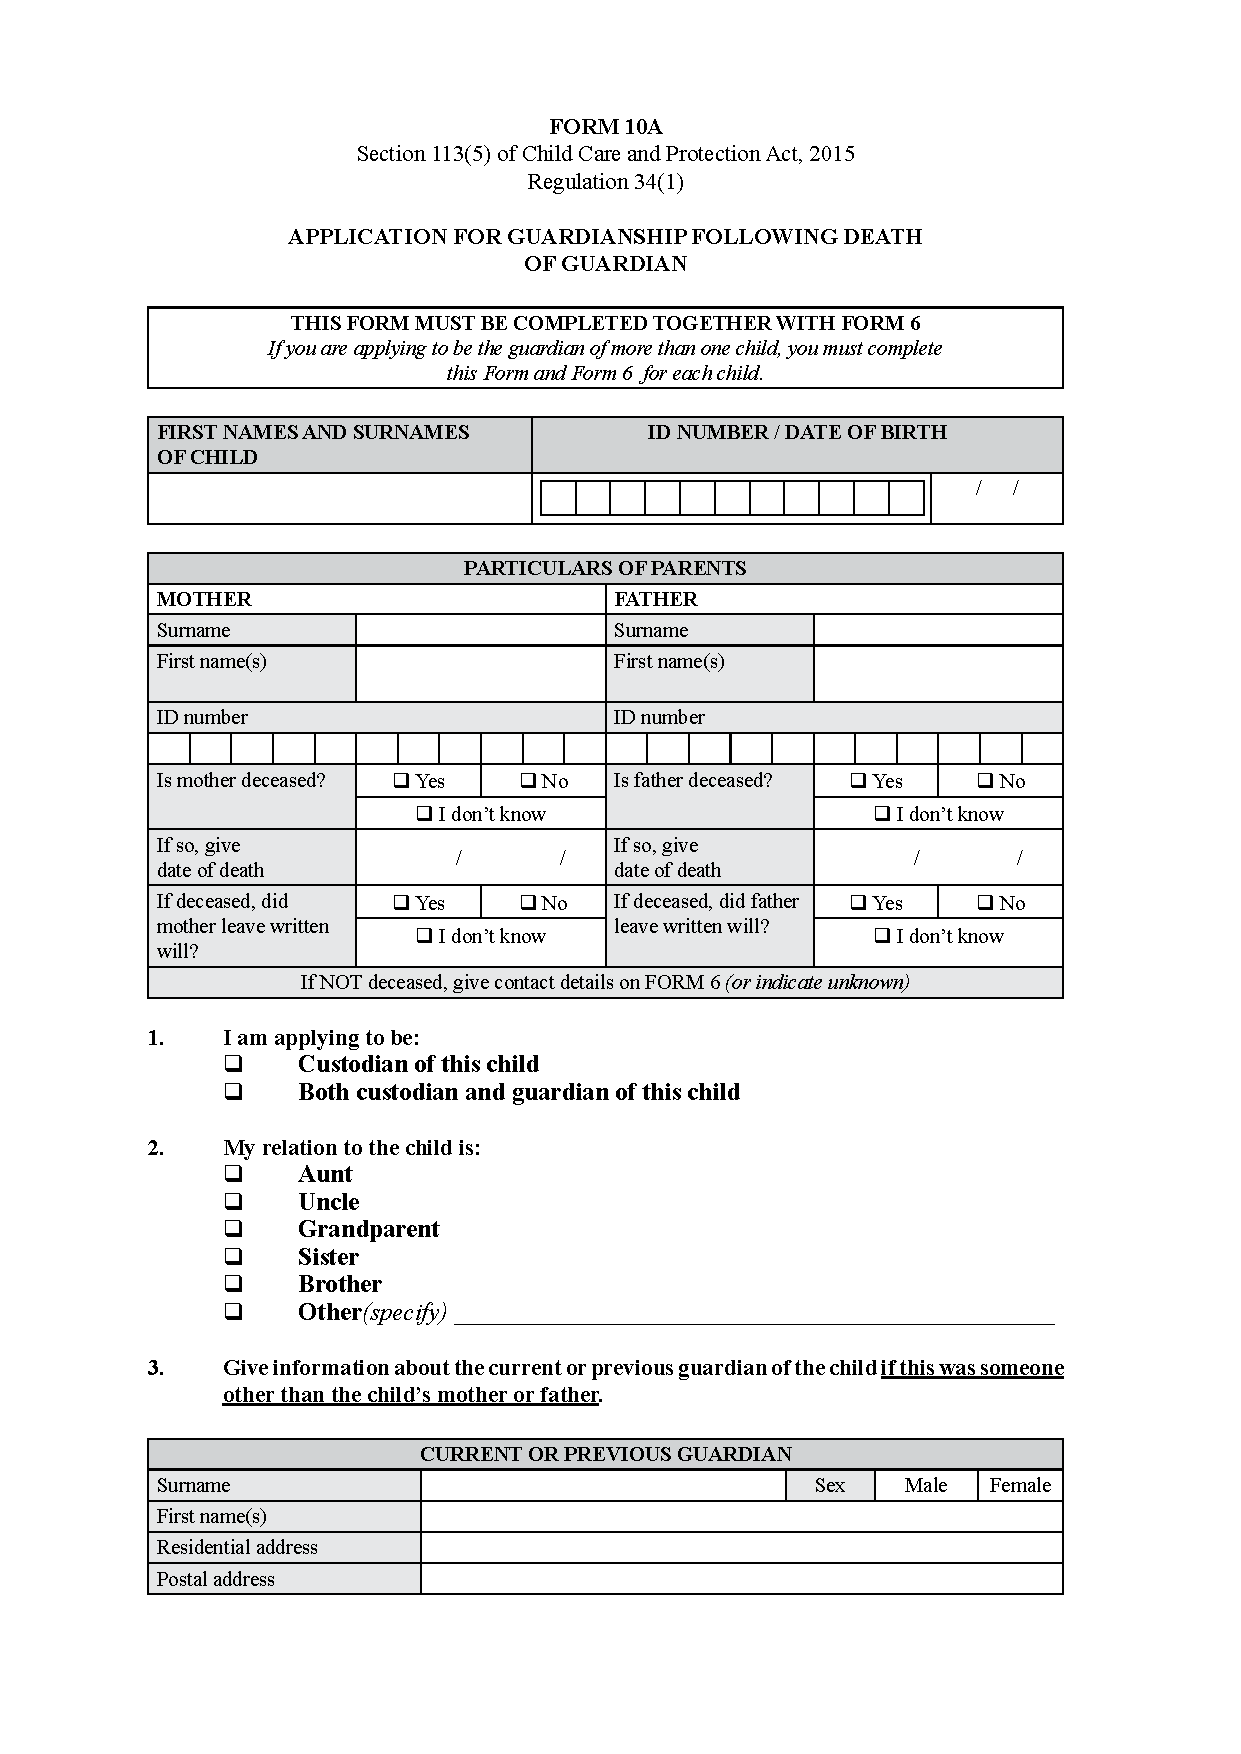 FORM 10A
Section 113(5) of Child Care and Protection Act, 2015
Regulation 34(1)
APPLICATION FOR GUARDIANSHIP FOLLOWING DEATH
OF GUARDIAN
THIS FORM MUST BE COMPLETED TOGETHER WITH FORM 6
If you are applying to be the guardian of more than one child, you must complete
this Form and Form 6 for each child.
FIRST NAMES AND SURNAMES
OF CHILD
ID NUMBER / DATE OF BIRTH
/ /
PARTICULARS OF PARENTS
MOTHER FATHER
Surname Surname
First name(s) First name(s)
ID number ID number
Is mother deceased? ❑ Yes ❑ No Is father deceased? ❑ Yes ❑ No
❑ I don’t know ❑ I don’t know
If so, give
date of death
/ /
If so, give
date of death
/ /
If deceased, did
mother leave written
will?
❑ Yes ❑ No
❑ I don’t know
If deceased, did father
leave written will?
❑ Yes ❑ No
❑ I don’t know
If NOT deceased, give contact details on FORM 6 (or indicate unknown)
1. I am applying to be:
❑ Custodian of this child
❑ Both custodian and guardian of this child
2. My relation to the child is:
❑ Aunt
❑ Uncle
❑ Grandparent
❑ Sister
❑ Brother
❑ Other(specify) ________________________________________________
3. Give information about the current or previous guardian of the child if this was someone
other than the child’s mother or father.
CURRENT OR PREVIOUS GUARDIAN
Surname Sex Male Female
First name(s)
Residential address
Postal address